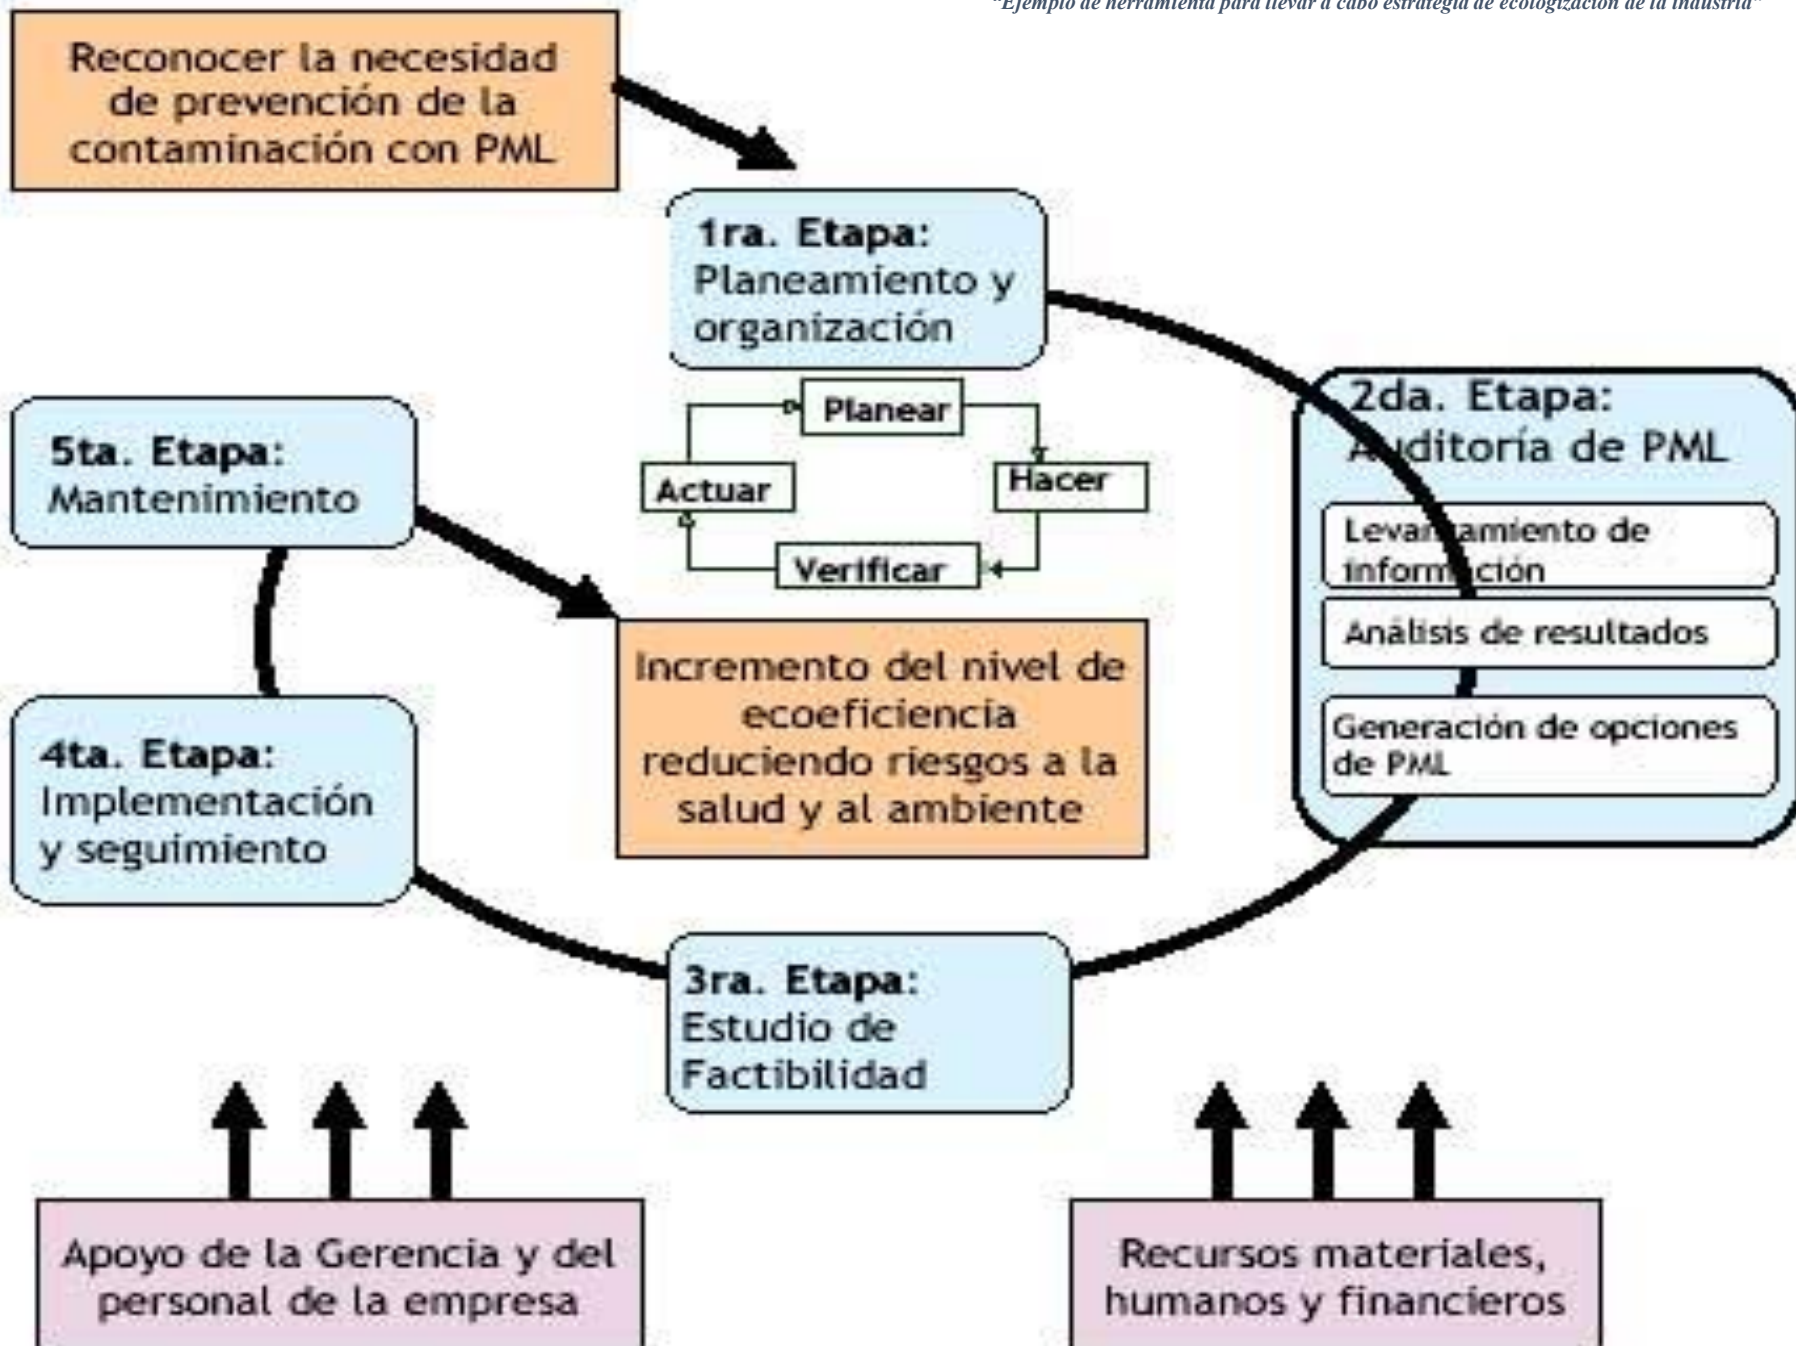 "Ejemplo de herramienta para llevar a cabo estrategia de ecologización de la industria"
Reconocer la necesidad
de prevención de la
contaminación con PML
1ra. Etapa:
Planeamiento y
organización
2da. Etapa:
Auditoría de PML
Levantamiento de
información
Análisis de resultados
Generación de opciones
de PML
Planear
Hacer
Verificar
Actuar
5ta. Etapa:
Mantenimiento
Incremento del nivel de
ecoeficiencia
reduciendo riesgos a la
salud y al ambiente
4ta. Etapa:
Implementación
y seguimiento
3ra. Etapa:
Estudio de
Factibilidad
Apoyo de la Gerencia y del
personal de la empresa
Recursos materiales,
humanos y financieros